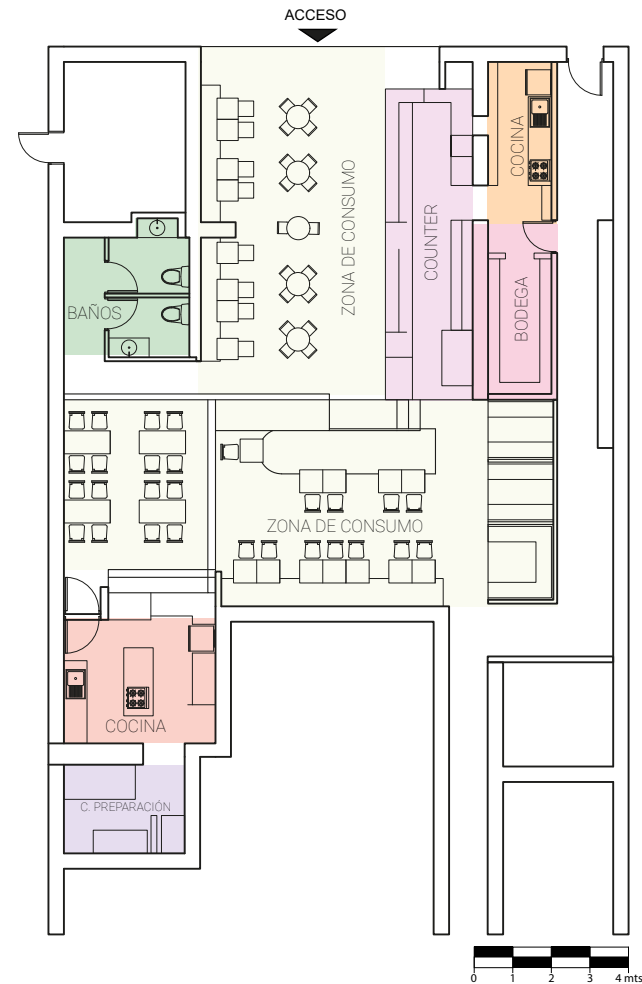 ACCESO
COCINA
ZONA DE CONSUMO
COUNTER
BODEGA
BAÑOS
ZONA DE CONSUMO
COCINA
C. PREPARACIÓN
0 1 2 3 4 mts